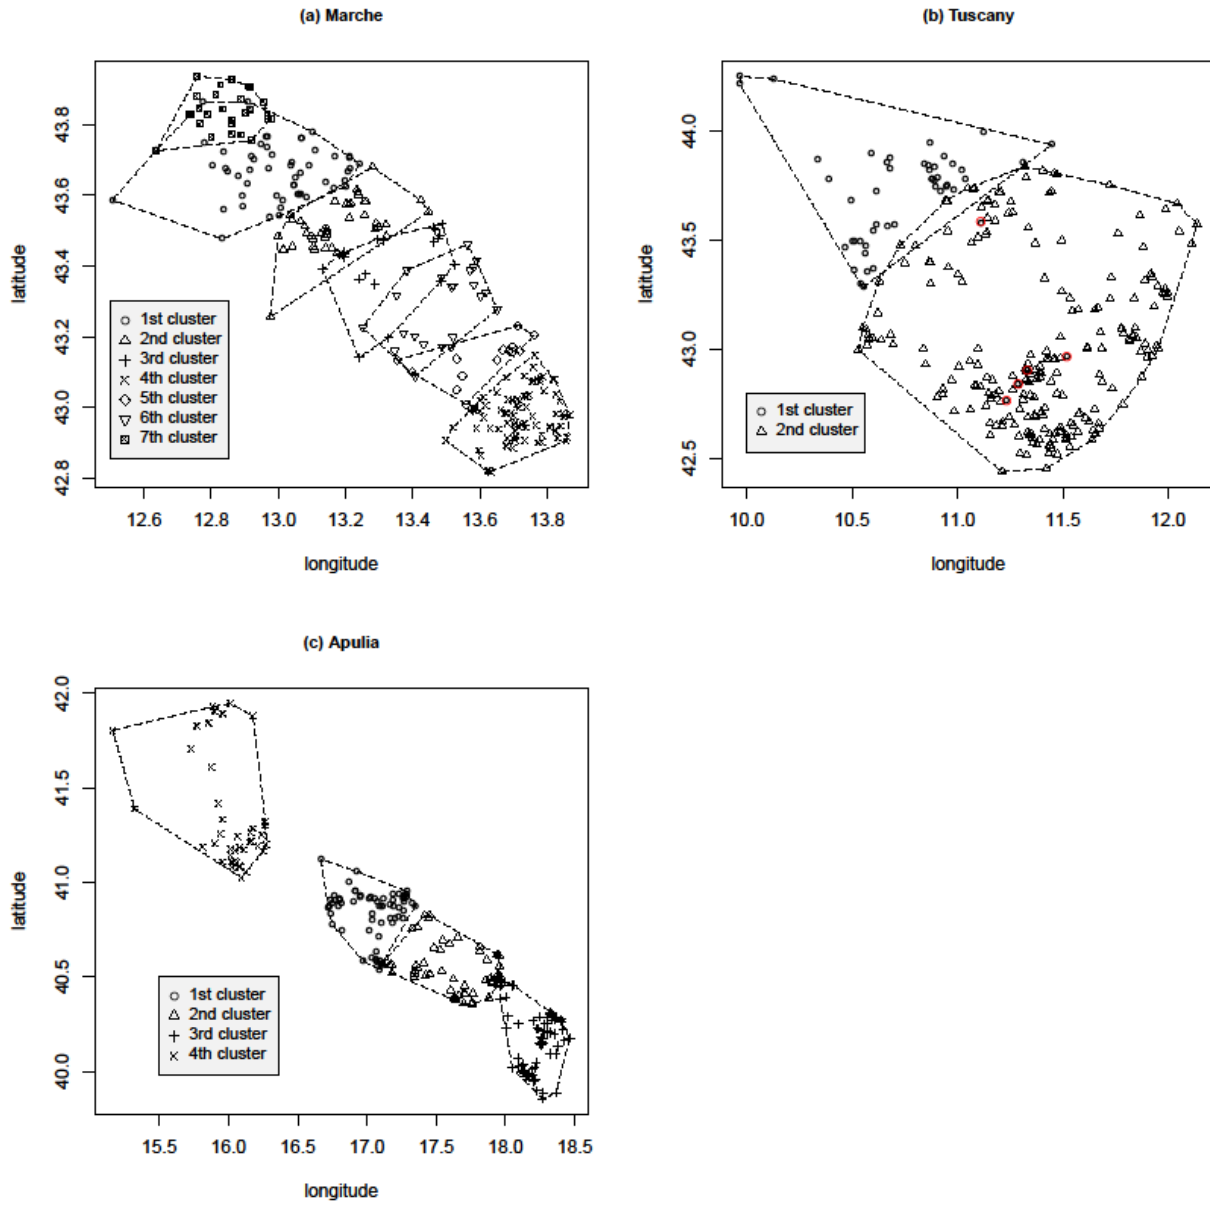 (a) Marche
latitude
43.8
43.6
43.4
43.2
43.0
42.8
1st cluster
2nd cluster
3rd cluster
4th cluster
5th cluster
6th cluster
7th cluster
12.6 12.8 13.0 13.2 13.4 13.6 13.8
longitude
(b) Tuscany
latitude
44.0
43.5
43.0
42.5
1st cluster
2nd cluster
10.0 10.5 11.0 11.5 12.0
longitude
(c) Apulia
latitude
42.0
41.5
41.0
40.5
40.0
1st cluster
2nd cluster
3rd cluster
4th cluster
15.5 16.0 16.5 17.0 17.5 18.0 18.5
longitude